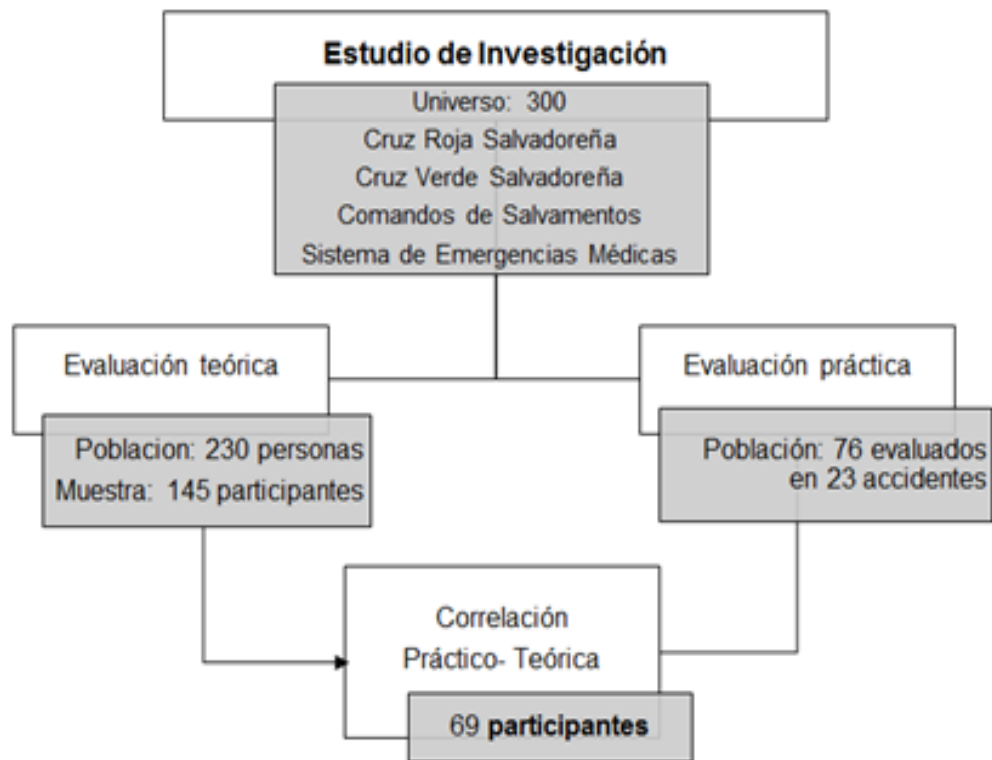 Estudio de Investigación
Universo: 300
Cruz Roja Salvadoreña
Cruz Verde Salvadoreña
Comandos de Salvamentos
Sistema de Emergencias Médicas
Evaluación teórica
Poblacion: 230 personas
Muestra: 145 participantes
Evaluación práctica
Población: 76 evaluados
en 23 accidentes
Correlación
Práctico- Teórica
69 participantes